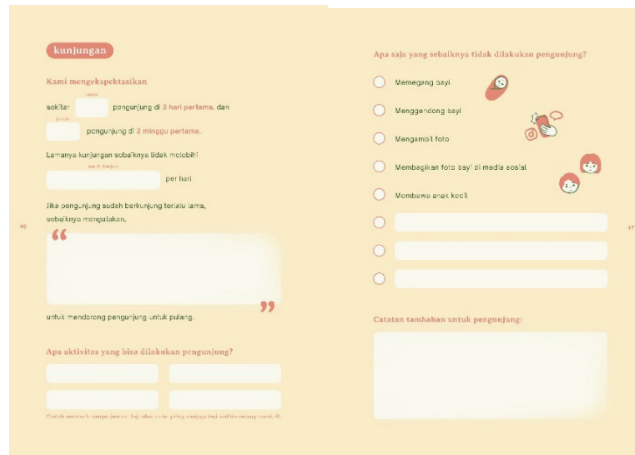 kunjungan
Kami mengekspektasikan
sekitar pengunjung di 3 hari pertama, dan
pengunjung di 2 minggu pertama.
Lamanya kunjungan sebaiknya tidak melebihi
per hari.
Jika pengunjung sudah berkunjung terlalu lama,
sebaiknya mengatakan,
“
”
untuk mendorong pengunjung untuk pulang.
Apa aktivitas yang bisa dilakukan pengunjung?
46
Apa saja yang sebaiknya tidak dilakukan pengunjung?
Memegang bayi
Menggendong bayi
Mengambil foto
Membagikan foto bayi di media sosial
Membawa anak kecil
Catatan tambahan untuk pengunjung:
47